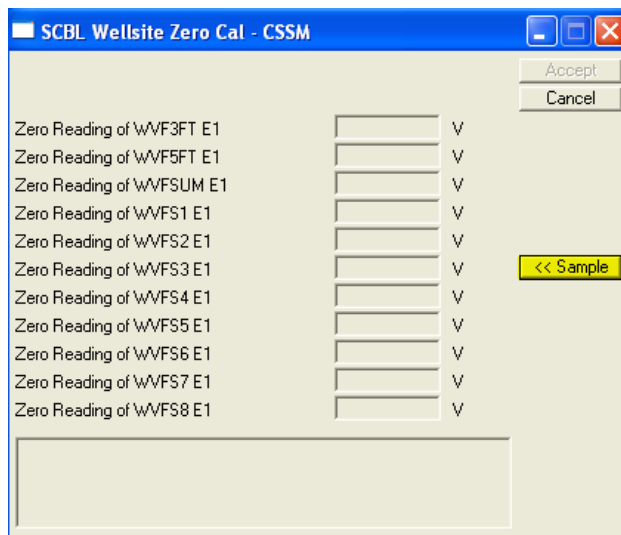 SCBL Wellsite Zero Cal - CSSM
Accept
Cancel
Zero Reading of WVF3FT E1 V
Zero Reading of WVF5FT E1 V
Zero Reading of WVFSUM E1 V
Zero Reading of WVFS1 E1 V
Zero Reading of WVFS2 E1 V
Zero Reading of WVFS3 E1 V << Sample
Zero Reading of WVFS4 E1 V
Zero Reading of WVFS5 E1 V
Zero Reading of WVFS6 E1 V
Zero Reading of WVFS7 E1 V
Zero Reading of WVFS8 E1 V